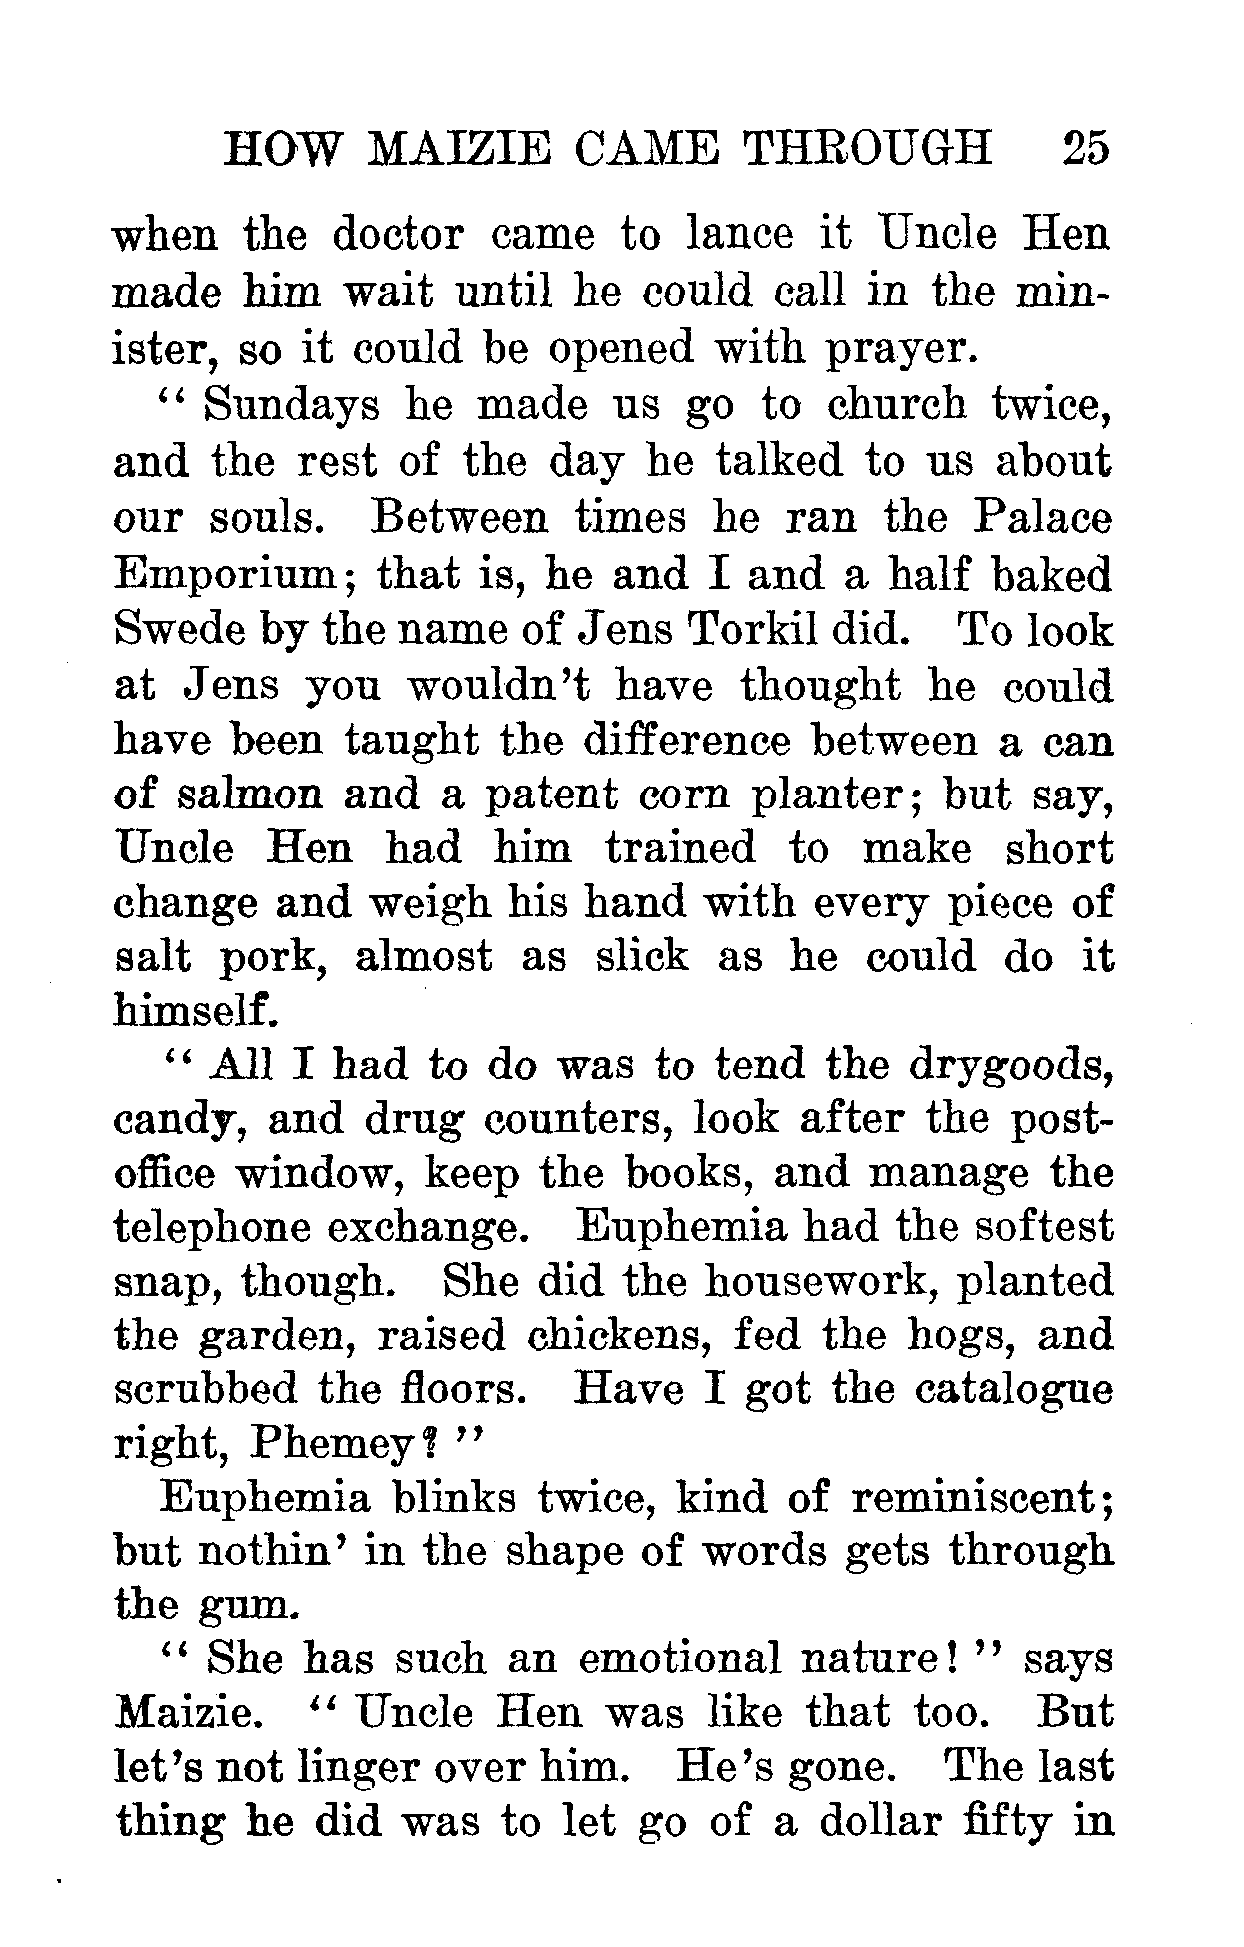 HOW MAIZIE CAME THROUGH 25
when the doctor came to lance it Uncle Hen
made him wait until he could call in the min-
ister, so it could be opened with prayer.
“ Sundays he made us go to church twice,
and the rest of the day he talked to us about
our souls. Between times he ran the Palace
Emporium; that is, he and I and a half baked
Swede by the name of Jens Torkil did. To look
at Jens you wouldn’t have thought he could
have been taught the difference between a can
of salmon and a patent corn planter; but say,
Uncle Hen had him trained to make short
change and weigh his hand with every piece of
salt pork, almost as slick as he could do it
himself.
“ All I had to do was to tend the drygoods,
candy, and drug counters, look after the post-
office window, keep the books, and manage the
telephone exchange. Euphemia had the softest
snap, though. She did the housework, planted
the garden, raised chickens, fed the hogs, and
scrubbed the floors. Have I got the catalogue
right, Phemey? ”
Euphemia blinks twice, kind of reminiscent;
but nothin’ in the shape of words gets through
the gum.
“ She has such an emotional nature! ” says
Maizie. “ Uncle Hen was like that too. But
let’s not linger over him. He’s gone. The last
thing he did was to let go of a dollar fifty in